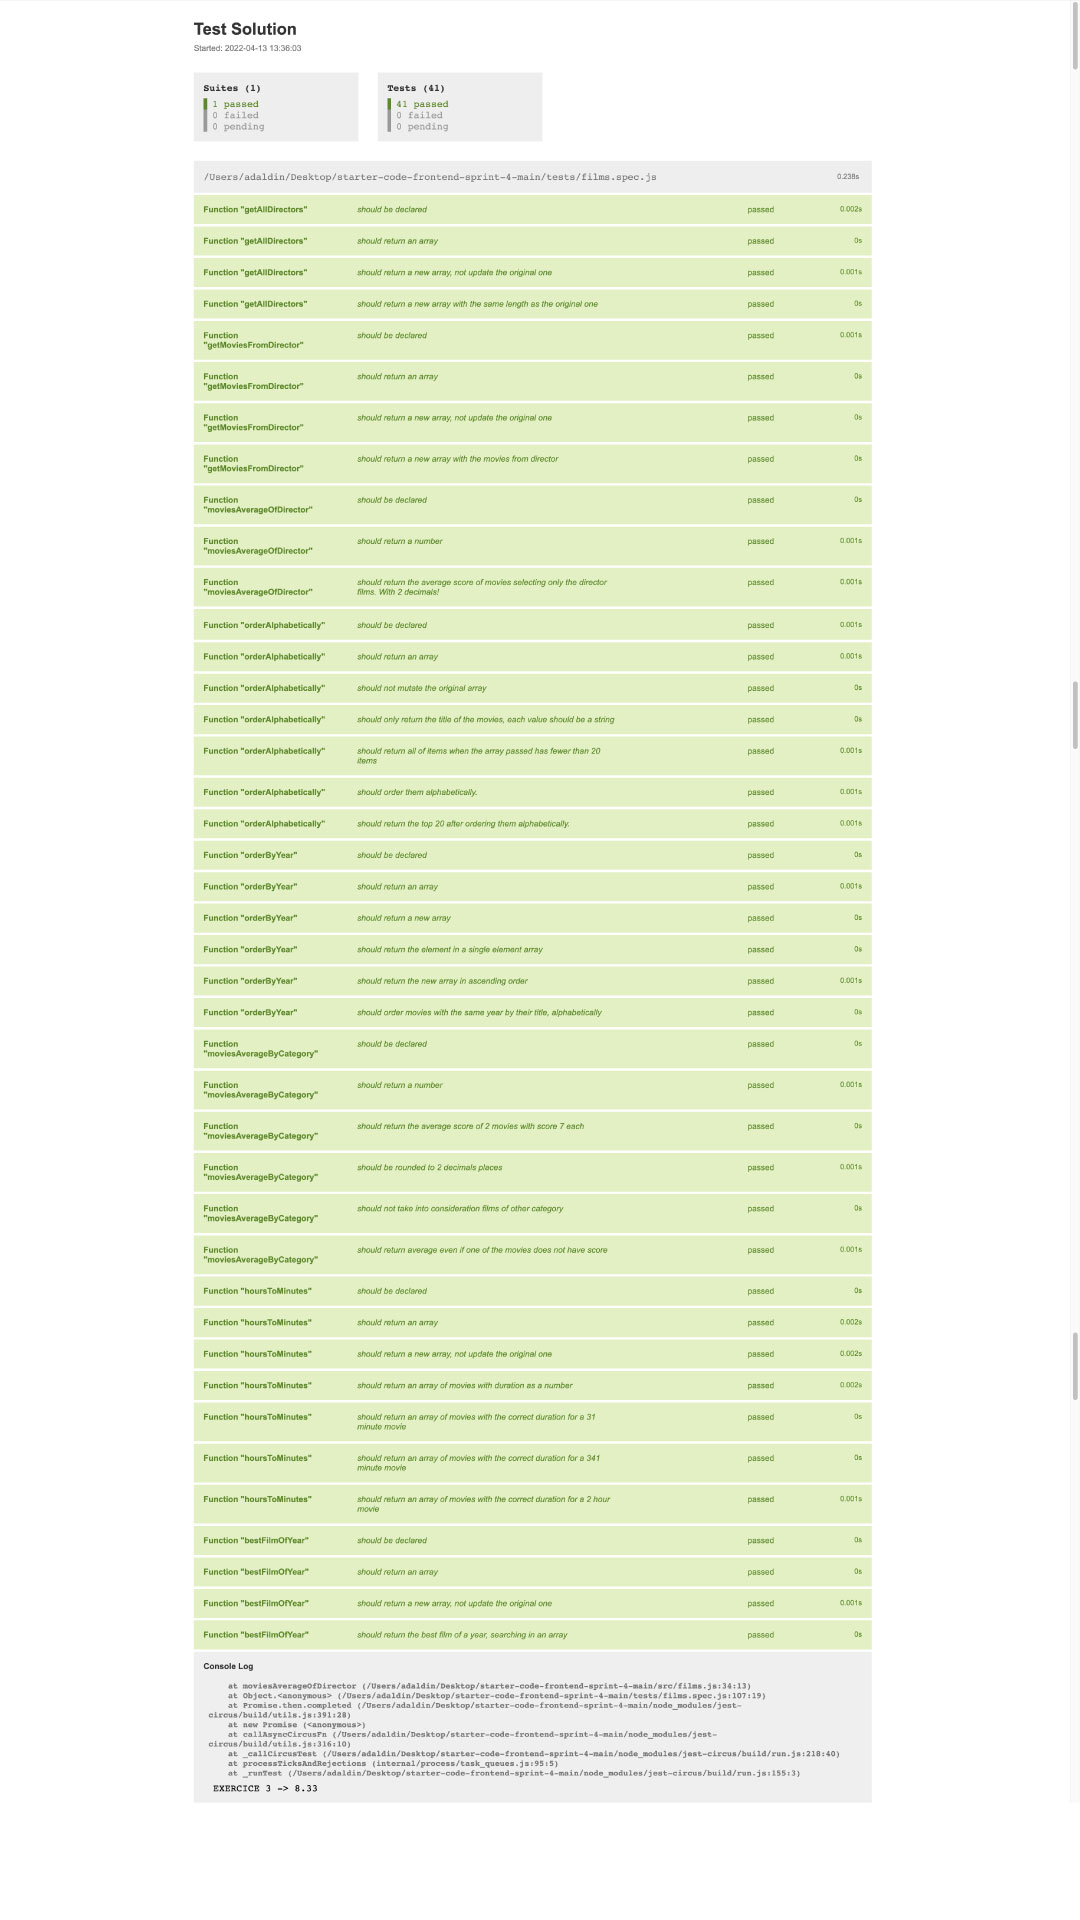 Test Solution
Started: 2022-04-13 13:36:03
Suites (1)
1 passed
0 failed
0 pending
Tests (41)
41 passed
0 failed
0 pending
/Users/adaldin/Desktop/starter-code-frontend-sprint-4-main/tests/films.spec.js 0.238s
Function "getAllDirectors" should be declared passed 0.002s
Function "getAllDirectors" should return an array passed 0s
Function "getAllDirectors" should return a new array, not update the original one passed 0.001s
Function "getAllDirectors" should return a new array with the same length as the original one passed 0s
Function should be declared passed 0.001s
"getMoviesFromDirector"
Function should return an array passed 0s
"getMoviesFromDirector"
Function should return a new array, not update the original one passed 0s
"getMoviesFromDirector"
Function should return a new array with the movies from director passed 0s
"getMoviesFromDirector"
Function should be declared passed 0s
"moviesAverageOfDirector"
Function should return a number passed 0.001s
"moviesAverageOfDirector"
Function should return the average score of movies selecting only the director passed 0.001s
"moviesAverageOfDirector" films. With 2 decimals!
Function "orderAlphabetically" should be declared passed 0.001s
Function "orderAlphabetically" should return an array passed 0.001s
Function "orderAlphabetically" should not mutate the original array passed 0s
Function "orderAlphabetically" should only return the title of the movies, each value should be a string passed 0s
Function "orderAlphabetically" should return all of items when the array passed has fewer than 20 passed 0.001s
items
Function "orderAlphabetically" should order them alphabetically. passed 0.001s
Function "orderAlphabetically" should return the top 20 after ordering them alphabetically. passed 0.001s
Function "orderByYear" should be declared passed 0s
Function "orderByYear" should return an array passed 0.001s
Function "orderByYear" should return a new array passed 0s
Function "orderByYear" should return the element in a single element array passed 0s
Function "orderByYear" should return the new array in ascending order passed 0.001s
Function "orderByYear" should order movies with the same year by their title, alphabetically passed 0s
Function should be declared passed 0s
"moviesAverageByCategory"
Function should return a number passed 0.001s
"moviesAverageByCategory"
Function should return the average score of 2 movies with score 7 each passed 0s
"moviesAverageByCategory"
Function should be rounded to 2 decimals places passed 0.001s
"moviesAverageByCategory"
Function should not take into consideration films of other category passed 0s
"moviesAverageByCategory"
Function should return average even if one of the movies does not have score passed 0.001s
"moviesAverageByCategory"
Function "hoursToMinutes" should be declared passed 0s
Function "hoursToMinutes" should return an array passed 0.002s
Function "hoursToMinutes" should return a new array, not update the original one passed 0.002s
Function "hoursToMinutes" should return an array of movies with duration as a number passed 0.002s
Function "hoursToMinutes" should return an array of movies with the correct duration for a 31 passed 0s
minute movie
Function "hoursToMinutes" should return an array of movies with the correct duration for a 341 passed 0s
minute movie
Function "hoursToMinutes" should return an array of movies with the correct duration for a 2 hour passed 0.001s
movie
Function "bestFilmOfYear" should be declared passed 0s
Function "bestFilmOfYear" should return an array passed 0s
Function "bestFilmOfYear" should return a new array, not update the original one passed 0.001s
Function "bestFilmOfYear" should return the best film of a year, searching in an array passed 0s
Console Log
at moviesAverageOfDirector (/Users/adaldin/Desktop/starter-code-frontend-sprint-4-main/src/films.js:34:13)
at Object.<anonymous> (/Users/adaldin/Desktop/starter-code-frontend-sprint-4-main/tests/films.spec.js:107:19)
at Promise.then.completed (/Users/adaldin/Desktop/starter-code-frontend-sprint-4-main/node_modules/jest-
circus/build/utils.js:391:28)
at new Promise (<anonymous>)
at callAsyncCircusFn (/Users/adaldin/Desktop/starter-code-frontend-sprint-4-main/node_modules/jest-
circus/build/utils.js:316:10)
at _callCircusTest (/Users/adaldin/Desktop/starter-code-frontend-sprint-4-main/node_modules/jest-circus/build/run.js:218:40)
at processTicksAndRejections (internal/process/task_queues.js:95:5)
at _runTest (/Users/adaldin/Desktop/starter-code-frontend-sprint-4-main/node_modules/jest-circus/build/run.js:155:3)
EXERCICE 3 -> 8.33